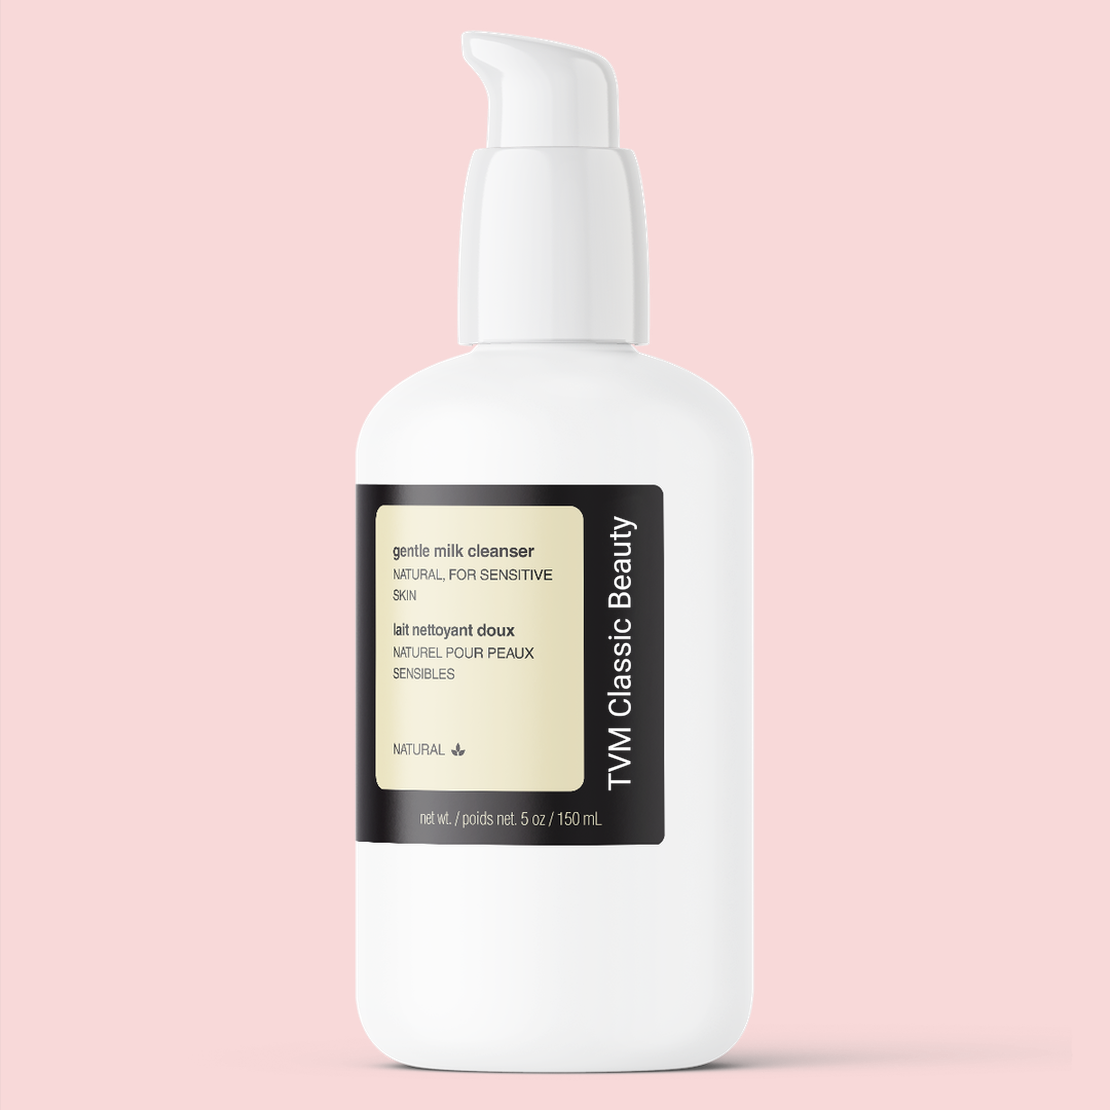 gentle milk cleanser
NATURAL, FOR SENSITIVE
SKIN
lait nettoyant doux
NATUREL POUR PEAUX
SENSIBLES
NATURAL
net wt. / poids net. 5 oz / 150 mL
TVM Classic Beauty